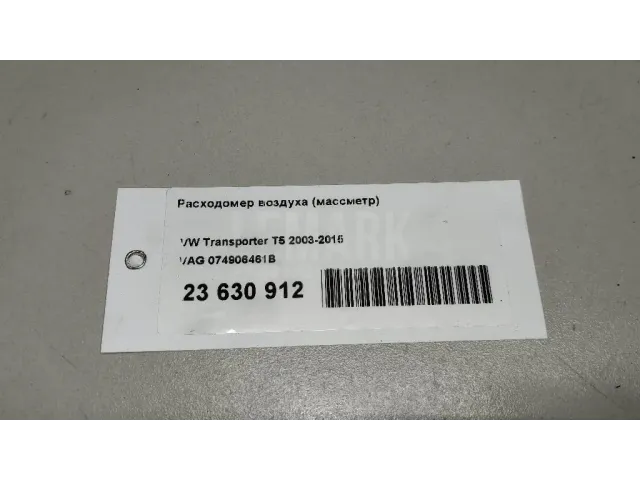 Расходомер воздуха (массметр)
VW Transporter T5 2003-2015
VAG 074906461B
23 630 912